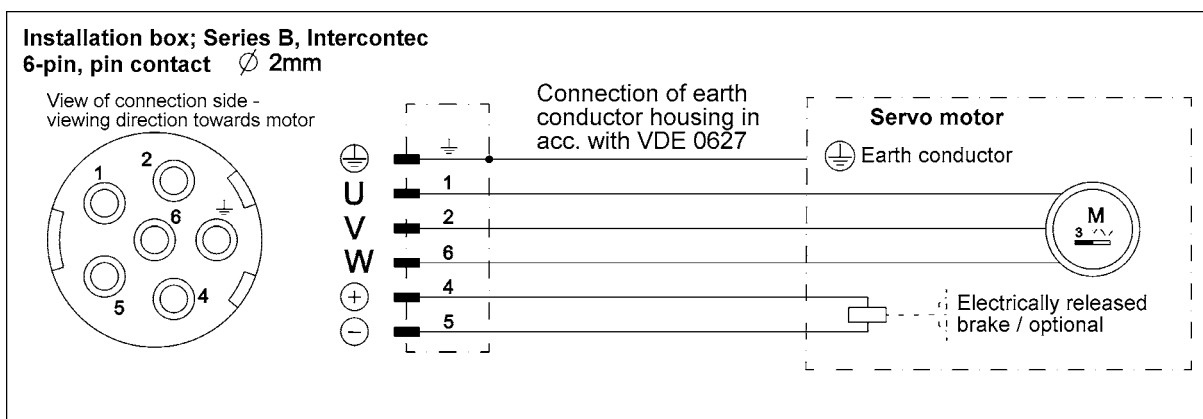 Installation box; Series B, Intercontec
6-pin, pin contact ∅ 2mm
View of connection side -
viewing direction towards motor
1
2
6
5
4
U
V
W
+
−
1
2
6
4
5
Connection of earth
conductor housing in
acc. with VDE 0627
Servo motor
Earth conductor
M
3
Electrically released
brake / optional